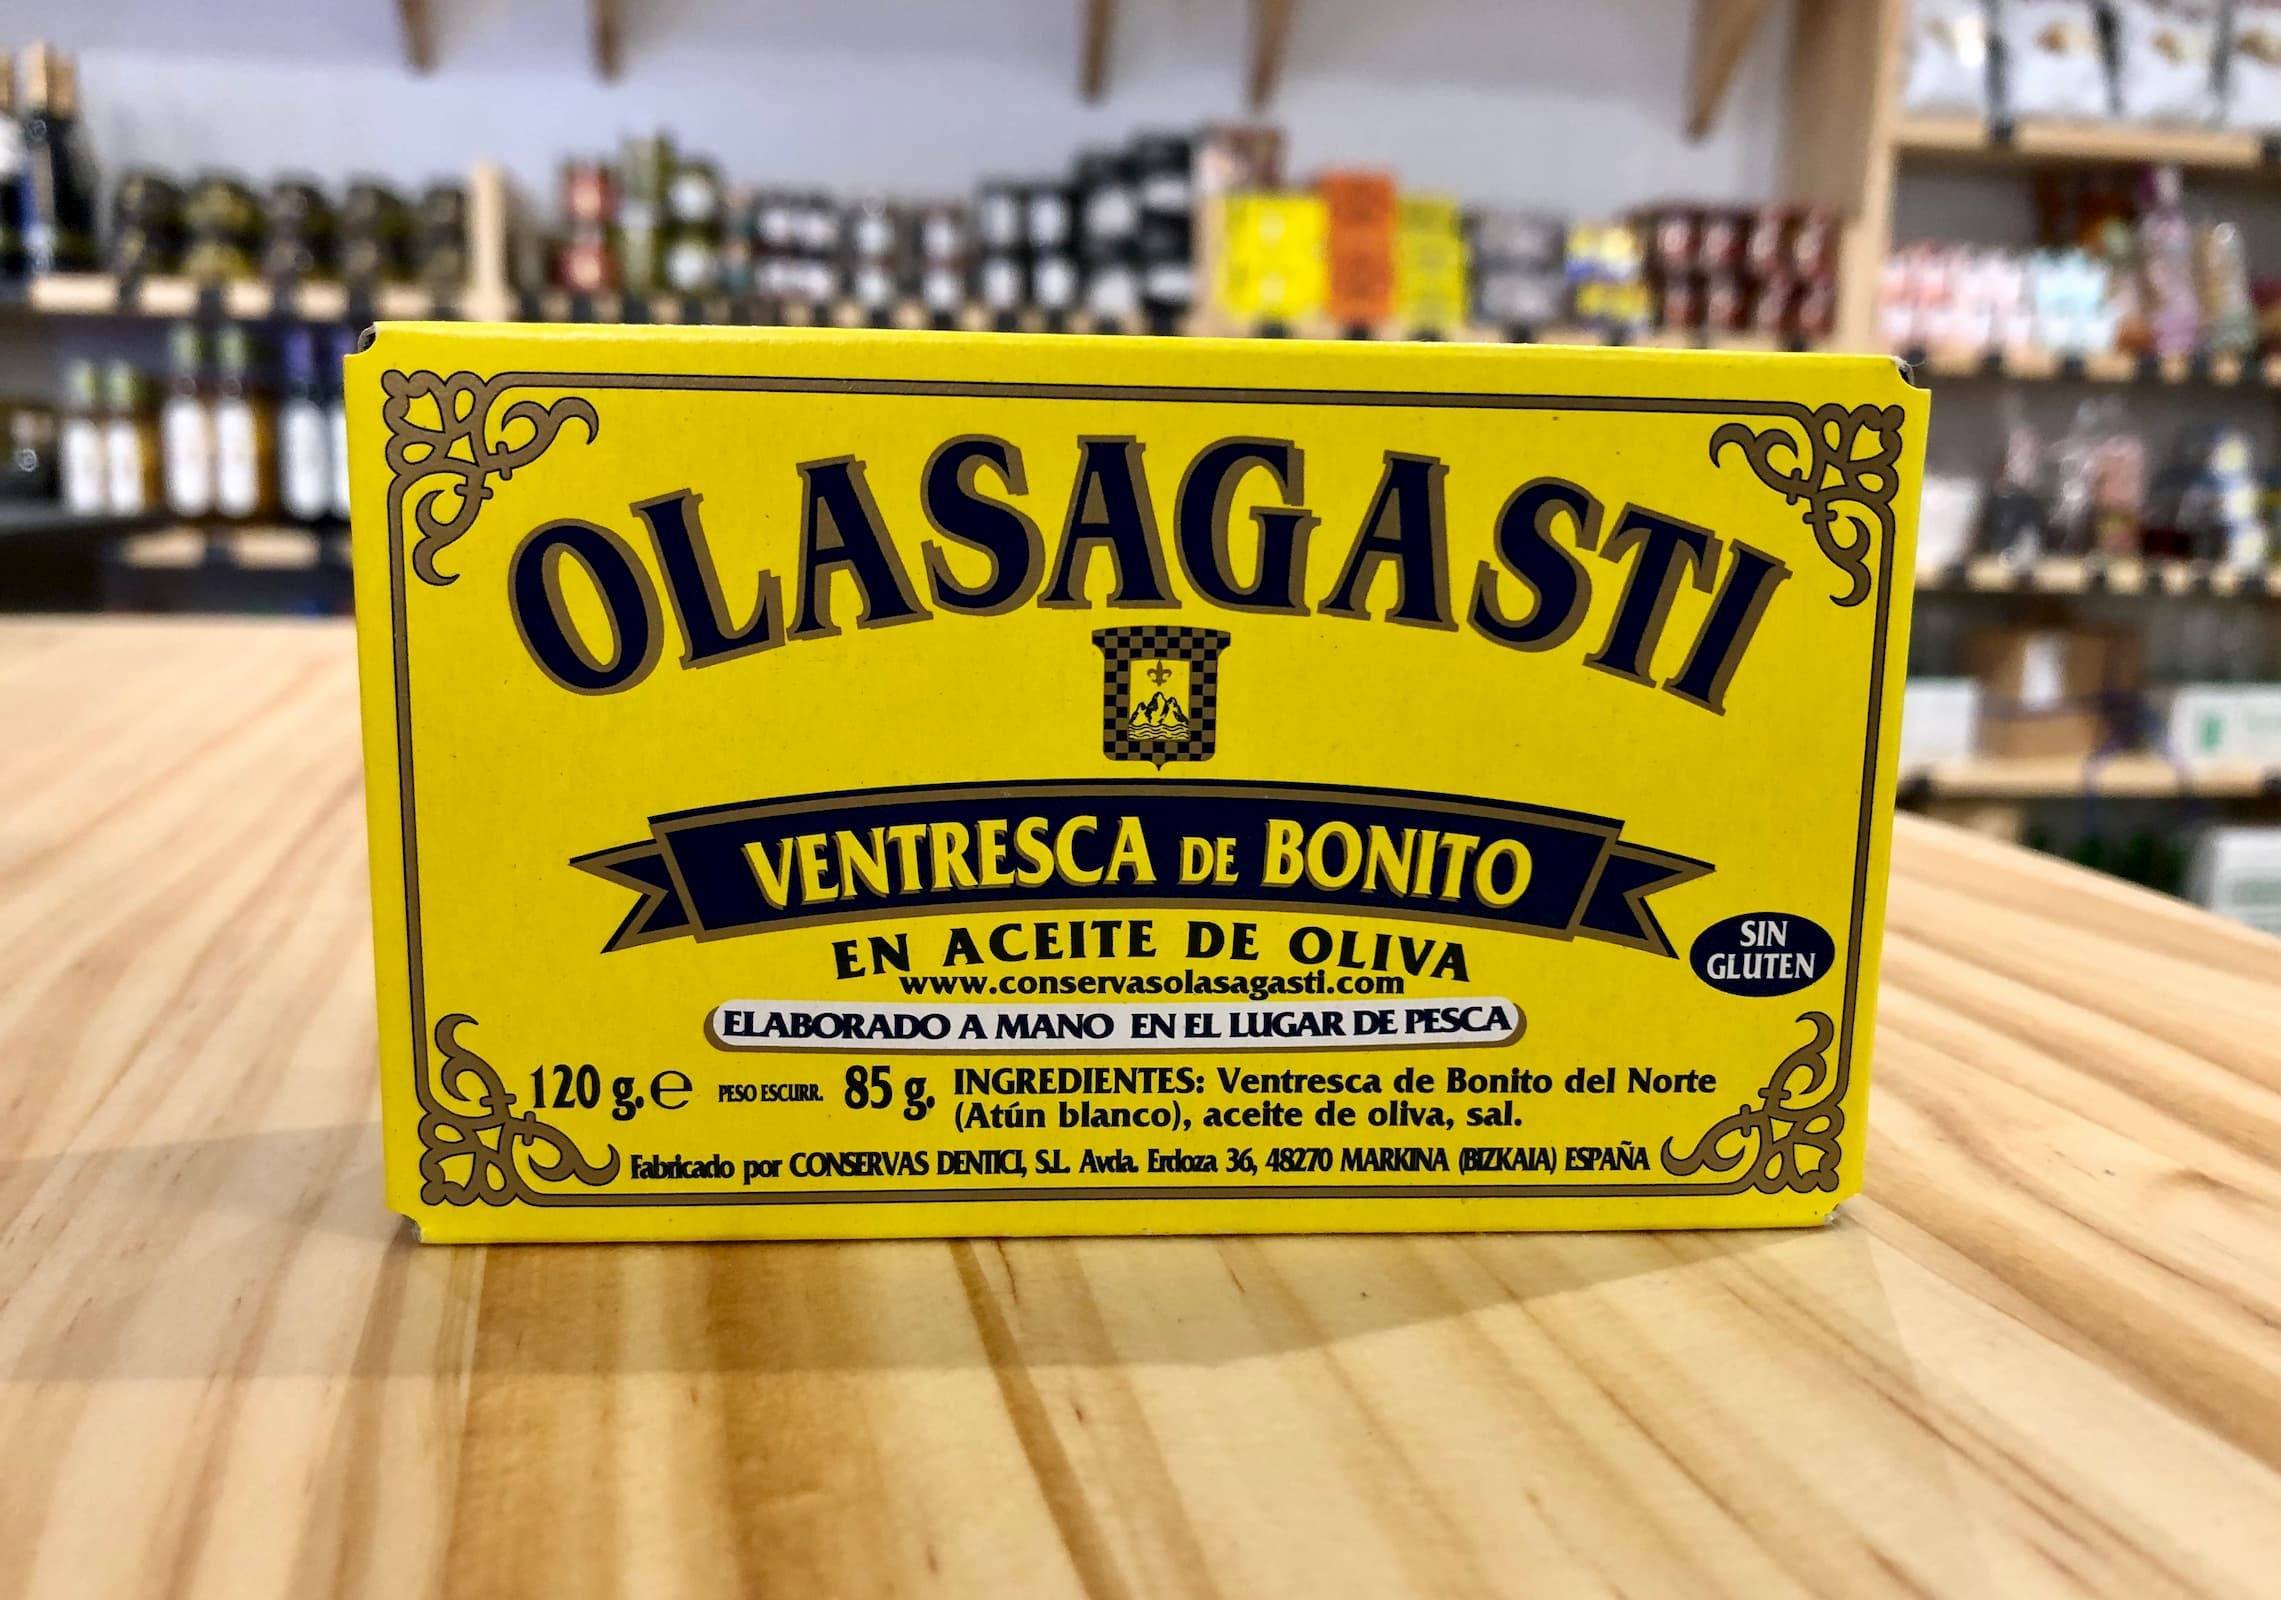 OLASAGASTI
VENTRESCA DE BONITO
EN ACEITE DE OLIVA
www.conservasolasagasti.com
SIN
GLUTEN
ELABORADO A MANO EN EL LUGAR DE PESCA
120 g. e PESO ESCURR. 85 g.
INGREDIENTES: Ventresca de Bonito del Norte
(Atún blanco), aceite de oliva, sal.
Fabricado por CONSERVAS DENTICI, S.L. Avda. Erdoza 36, 48270 MARKINA (BIZKAIA) ESPAÑA